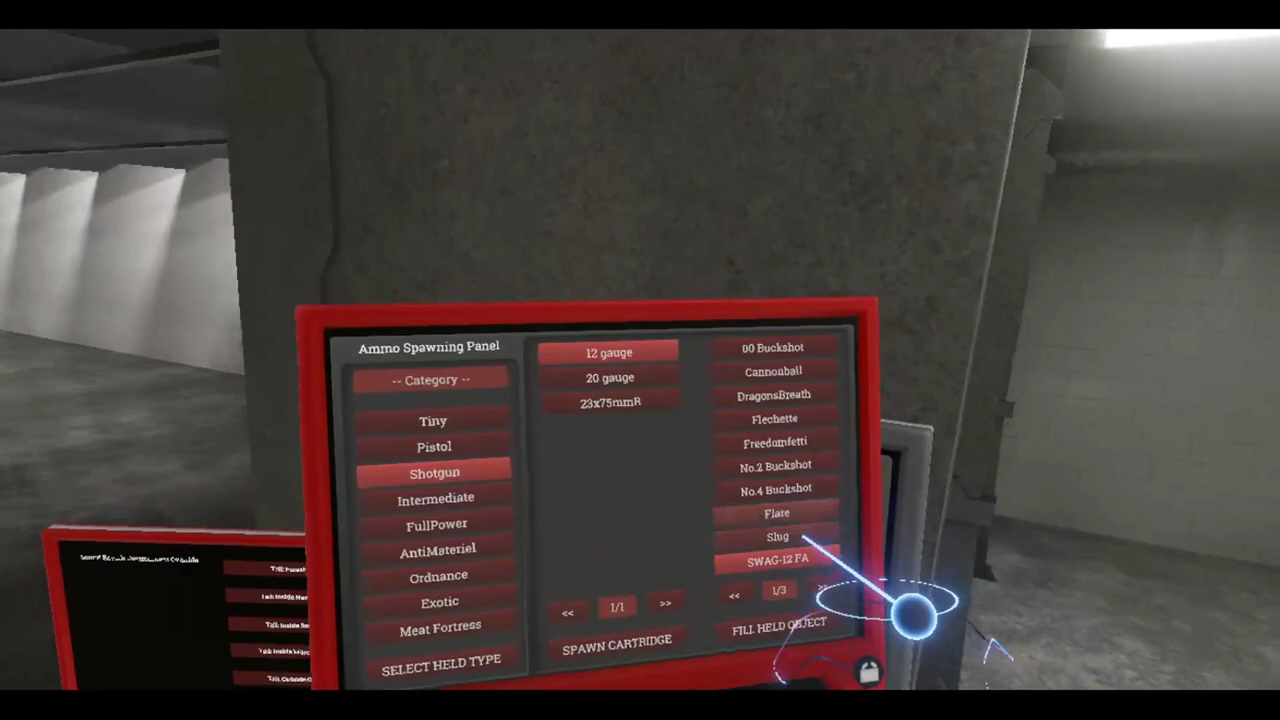 Ammo Spawning Panel
-- Category --
Tiny
Pistol
Shotgun
Intermediate
FullPower
AntiMateriel
Ordnance
Exotic
Meat Fortress
SELECT HELD TYPE
12 gauge
20 gauge
23x75mmR
<< 1/1 >>
SPAWN CARTRIDGE
00 Buckshot
Cannonball
DragonsBreath
Flechette
Freedomfetti
No.2 Buckshot
No.4 Buckshot
Flare
Slug
SWAG-12 FA
<< 1/3 >>
FILL HELD OBJECT